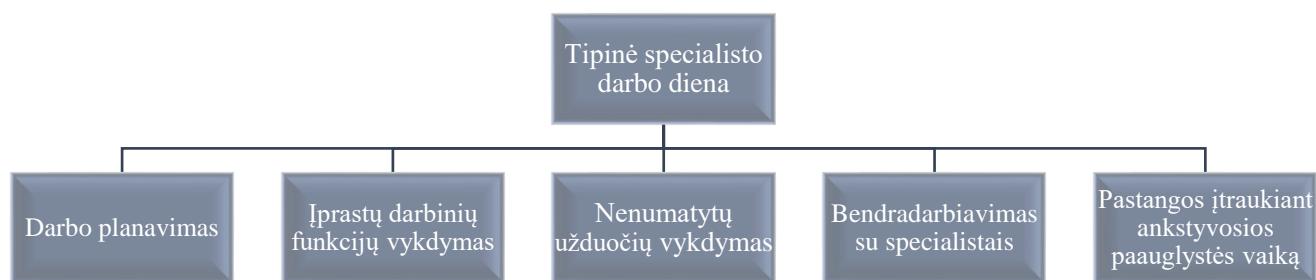 Tipinė specialisto
darbo diena
Darbo planavimas
Įprastų darbinių
funkcijų vykdymas
Nenumatytų
užduočių vykdymas
Bendradarbiavimas
su specialistais
Pastangos įtraukiant
ankstyvosios
paauglystės vaiką